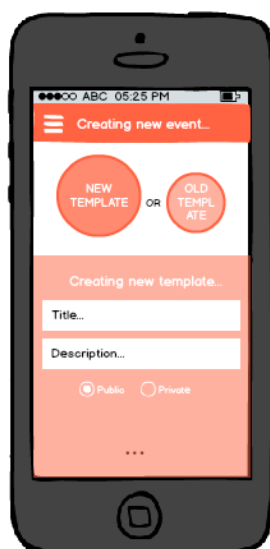 ABC 05:25 PM
Creating new event...
NEW
TEMPLATE
OR
OLD
TEMPL
ATE
Creating new template...
Title...
Description...
Public Private
...